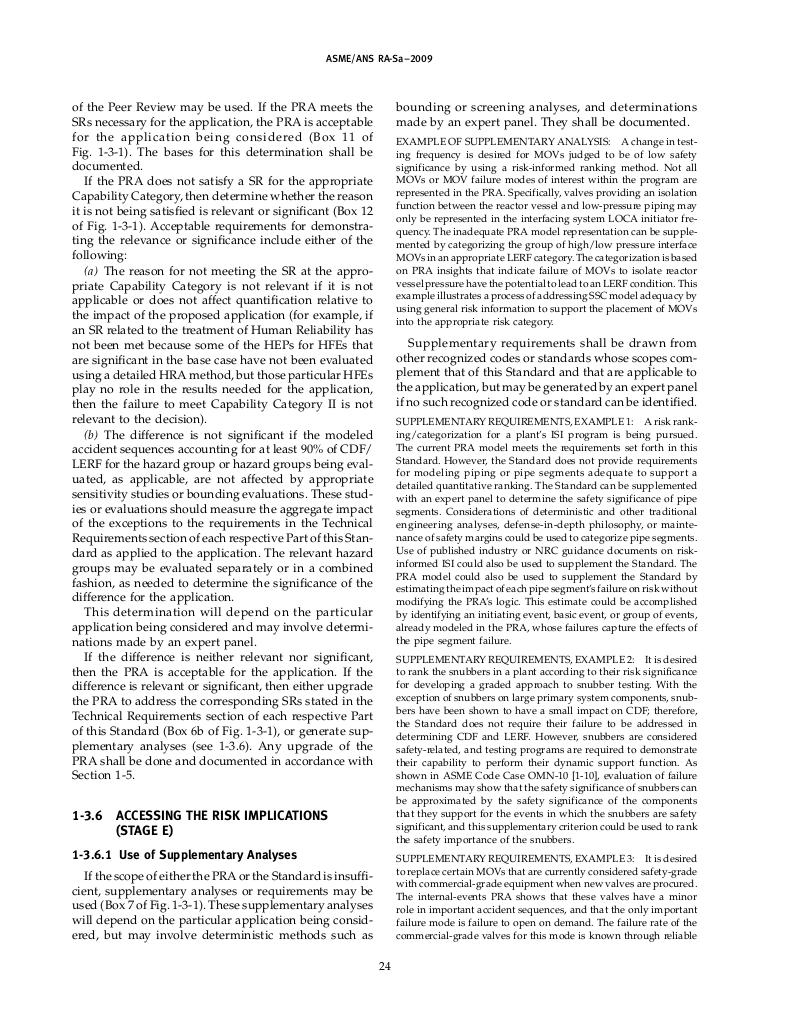 ASME/ANS RA-Sa–2009
of the Peer Review may be used. If the PRA meets the
SRs necessary for the application, the PRA is acceptable
for the application being considered (Box 11 of
Fig. 1-3-1). The bases for this determination shall be
documented.
If the PRA does not satisfy a SR for the appropriate
Capability Category, then determine whether the reason
it is not being satisfied is relevant or significant (Box 12
of Fig. 1-3-1). Acceptable requirements for demonstra-
ting the relevance or significance include either of the
following:
(a) The reason for not meeting the SR at the appro-
priate Capability Category is not relevant if it is not
applicable or does not affect quantification relative to
the impact of the proposed application (for example, if
an SR related to the treatment of Human Reliability has
not been met because some of the HEPs for HFEs that
are significant in the base case have not been evaluated
using a detailed HRA method, but those particular HFEs
play no role in the results needed for the application,
then the failure to meet Capability Category II is not
relevant to the decision).
(b) The difference is not significant if the modeled
accident sequences accounting for at least 90% of CDF/
LERF for the hazard group or hazard groups being eval-
uated, as applicable, are not affected by appropriate
sensitivity studies or bounding evaluations. These stud-
ies or evaluations should measure the aggregate impact
of the exceptions to the requirements in the Technical
Requirements section of each respective Part of this Stan-
dard as applied to the application. The relevant hazard
groups may be evaluated separately or in a combined
fashion, as needed to determine the significance of the
difference for the application.
This determination will depend on the particular
application being considered and may involve determi-
nations made by an expert panel.
If the difference is neither relevant nor significant,
then the PRA is acceptable for the application. If the
difference is relevant or significant, then either upgrade
the PRA to address the corresponding SRs stated in the
Technical Requirements section of each respective Part
of this Standard (Box 6b of Fig. 1-3-1), or generate sup-
plementary analyses (see 1-3.6). Any upgrade of the
PRA shall be done and documented in accordance with
Section 1-5.
1-3.6 ACCESSING THE RISK IMPLICATIONS
(STAGE E)
1-3.6.1 Use of Supplementary Analyses
If the scope of either the PRA or the Standard is insuffi-
cient, supplementary analyses or requirements may be
used (Box 7 of Fig. 1-3-1). These supplementary analyses
will depend on the particular application being consid-
ered, but may involve deterministic methods such as
bounding or screening analyses, and determinations
made by an expert panel. They shall be documented.
EXAMPLE OF SUPPLEMENTARY ANALYSIS: A change in test-
ing frequency is desired for MOVs judged to be of low safety
significance by using a risk-informed ranking method. Not all
MOVs or MOV failure modes of interest within the program are
represented in the PRA. Specifically, valves providing an isolation
function between the reactor vessel and low-pressure piping may
only be represented in the interfacing system LOCA initiator fre-
quency. The inadequate PRA model representation can be supple-
mented by categorizing the group of high/low pressure interface
MOVs in an appropriate LERF category. The categorization is based
on PRA insights that indicate failure of MOVs to isolate reactor
vessel pressure have the potential to lead to an LERF condition. This
example illustrates a process of addressing SSC model adequacy by
using general risk information to support the placement of MOVs
into the appropriate risk category.
Supplementary requirements shall be drawn from
other recognized codes or standards whose scopes com-
plement that of this Standard and that are applicable to
the application, but may be generated by an expert panel
if no such recognized code or standard can be identified.
SUPPLEMENTARY REQUIREMENTS, EXAMPLE 1: A risk rank-
ing/categorization for a plant's ISI program is being pursued.
The current PRA model meets the requirements set forth in this
Standard. However, the Standard does not provide requirements
for modeling piping or pipe segments adequate to support a
detailed quantitative ranking. The Standard can be supplemented
with an expert panel to determine the safety significance of pipe
segments. Considerations of deterministic and other traditional
engineering analyses, defense-in-depth philosophy, or mainte-
nance of safety margins could be used to categorize pipe segments.
Use of published industry or NRC guidance documents on risk-
informed ISI could also be used to supplement the Standard. The
PRA model could also be used to supplement the Standard by
estimating the impact of each pipe segment's failure on risk without
modifying the PRA's logic. This estimate could be accomplished
by identifying an initiating event, basic event, or group of events,
already modeled in the PRA, whose failures capture the effects of
the pipe segment failure.
SUPPLEMENTARY REQUIREMENTS, EXAMPLE 2: It is desired
to rank the snubbers in a plant according to their risk significance
for developing a graded approach to snubber testing. With the
exception of snubbers on large primary system components, snub-
bers have been shown to have a small impact on CDF; therefore,
the Standard does not require their failure to be addressed in
determining CDF and LERF. However, snubbers are considered
safety-related, and testing programs are required to demonstrate
their capability to perform their dynamic support function. As
shown in ASME Code Case OMN-10 [1-10], evaluation of failure
mechanisms may show that the safety significance of snubbers can
be approximated by the safety significance of the components
that they support for the events in which the snubbers are safety
significant, and this supplementary criterion could be used to rank
the safety importance of the snubbers.
SUPPLEMENTARY REQUIREMENTS, EXAMPLE 3: It is desired
to replace certain MOVs that are currently considered safety-grade
with commercial-grade equipment when new valves are procured.
The internal-events PRA shows that these valves have a minor
role in important accident sequences, and that the only important
failure mode is failure to open on demand. The failure rate of the
commercial-grade valves for this mode is known through reliable
24